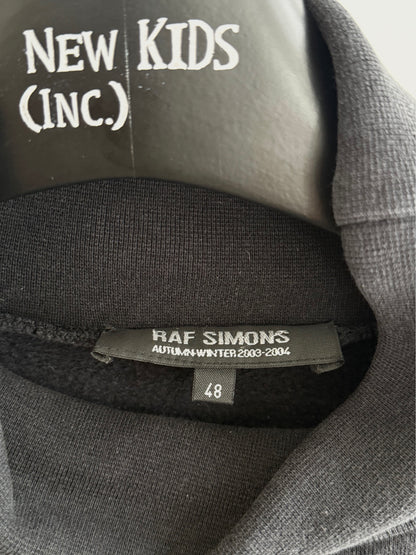 NEW KIDS
(INC.)
RAF SIMONS
AUTUMN-WINTER 2003-2004
48